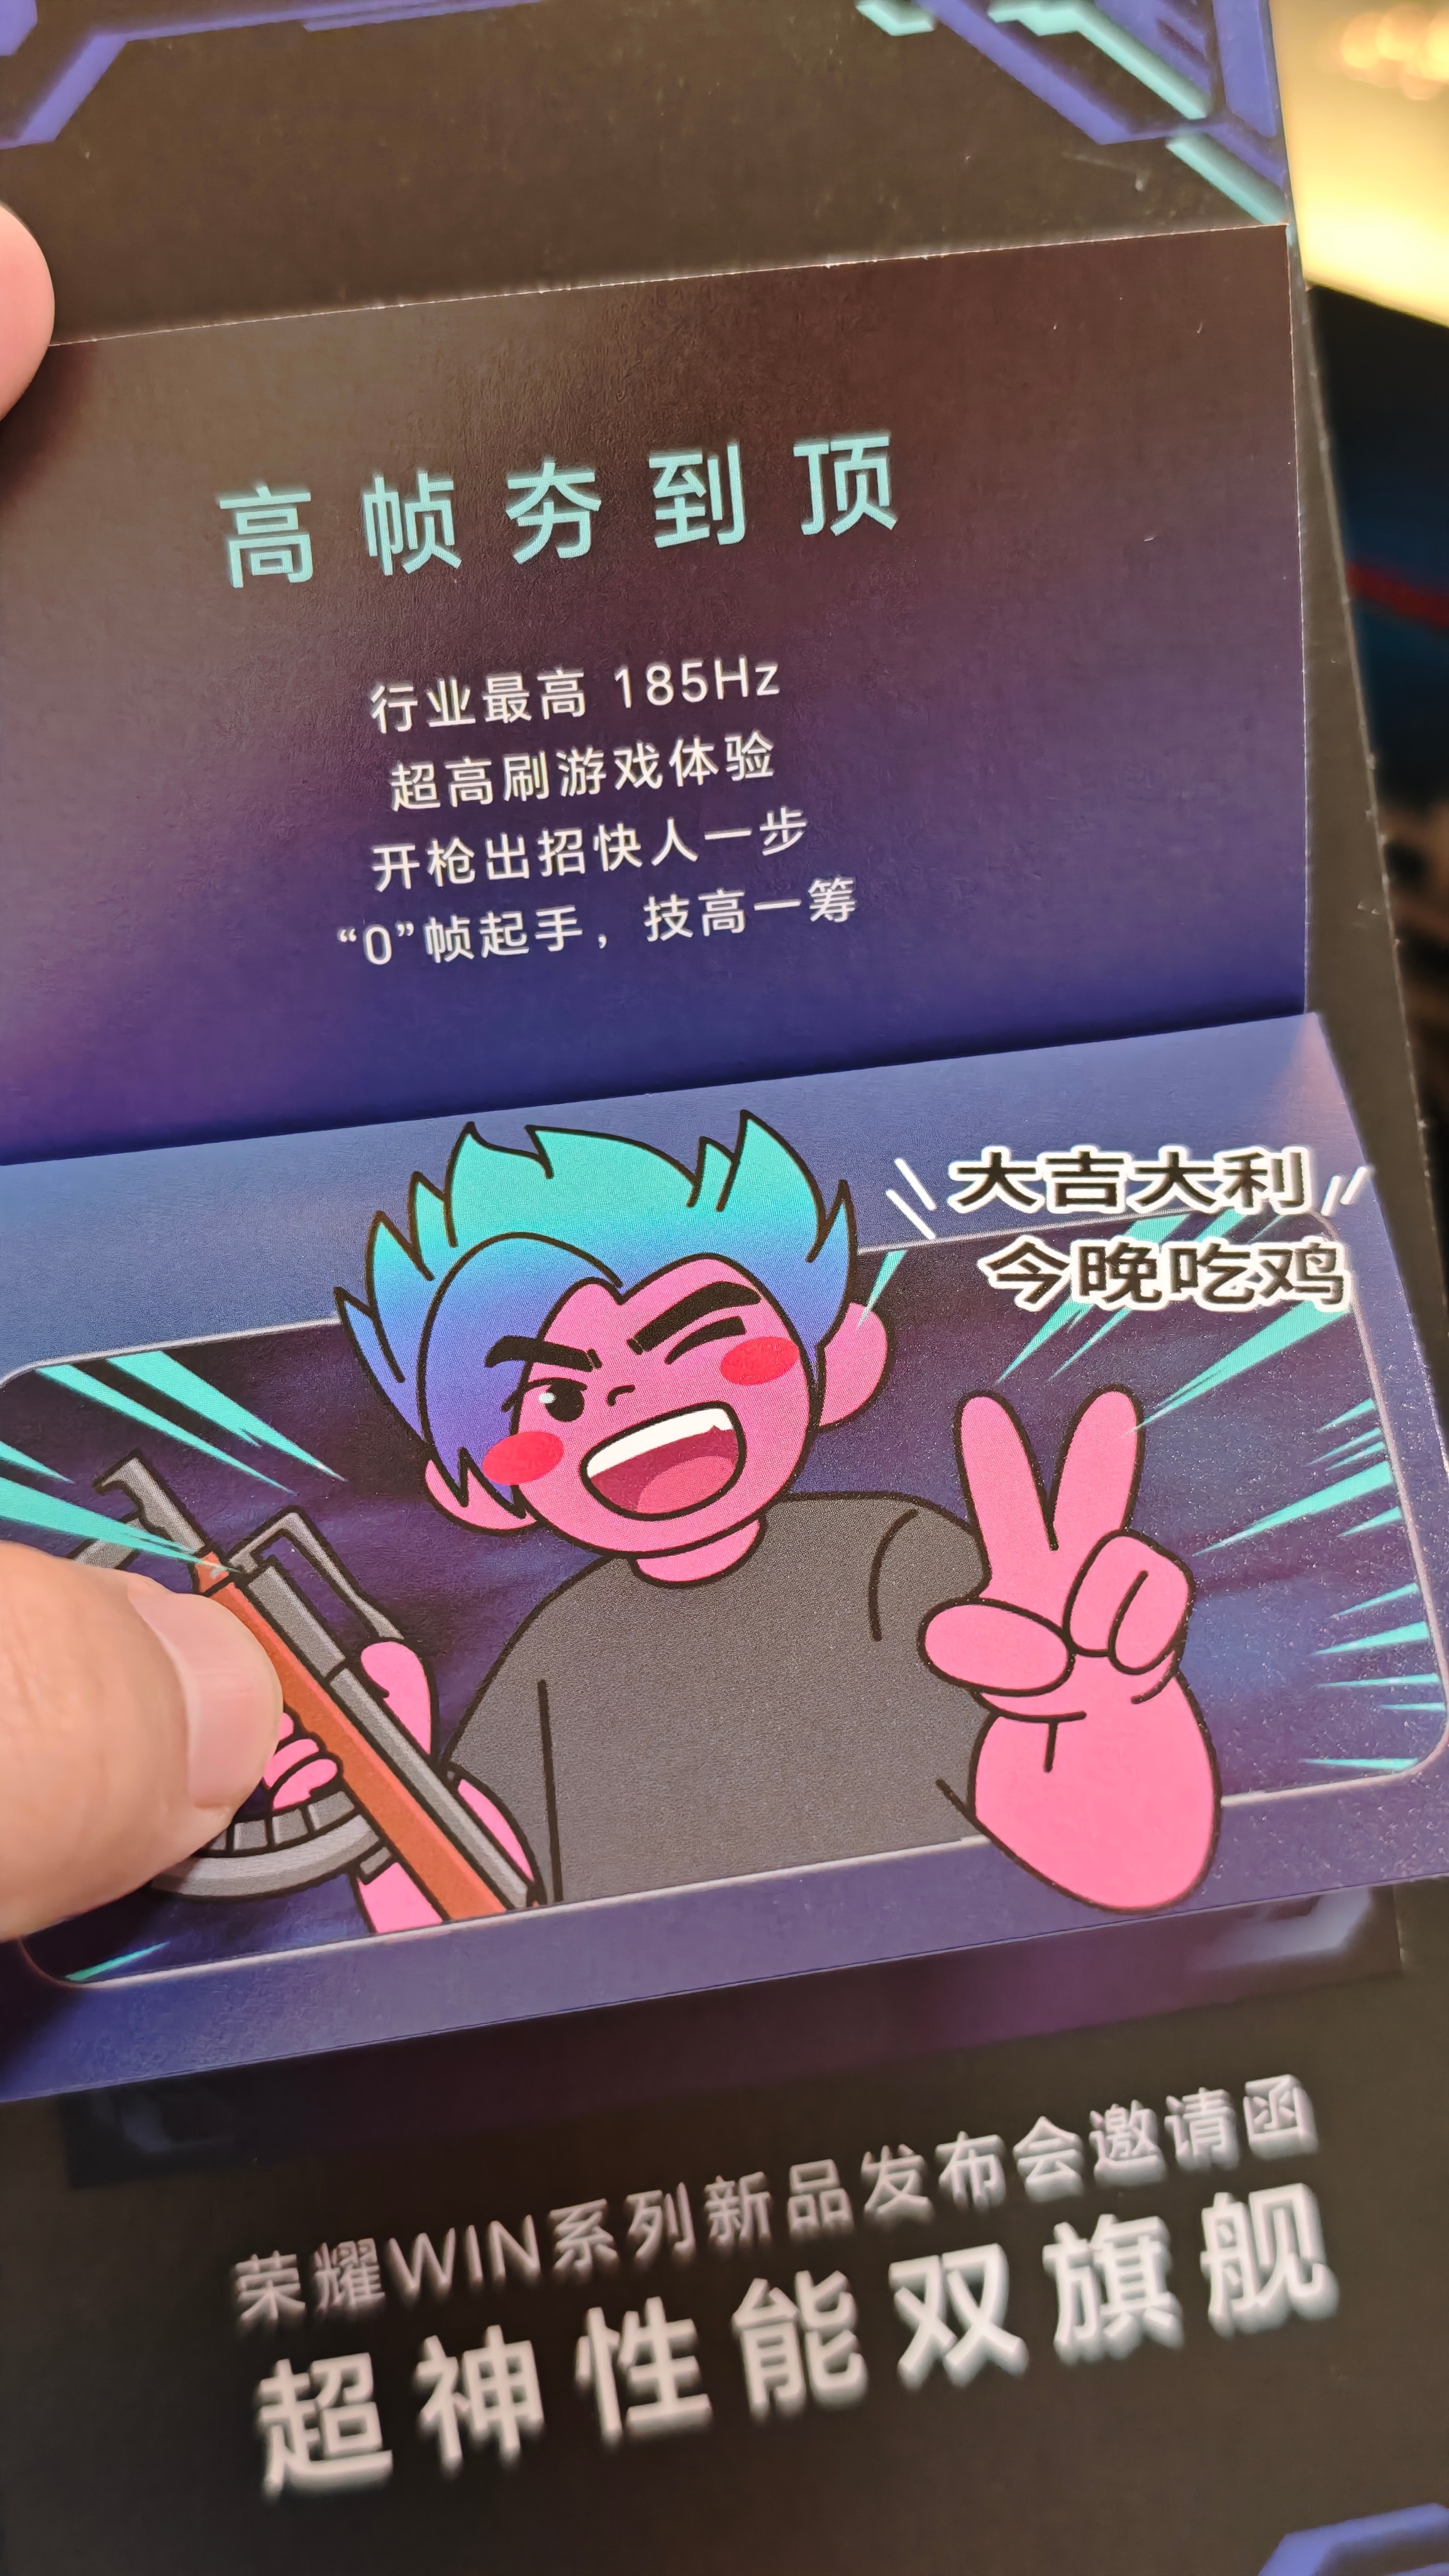 高帧夯到顶
行业最高 185Hz
超高刷游戏体验
开枪出招快人一步
“0”帧起手，技高一筹
大吉大利
今晚吃鸡
荣耀WIN系列新品发布会邀请函
超神性能双旗舰